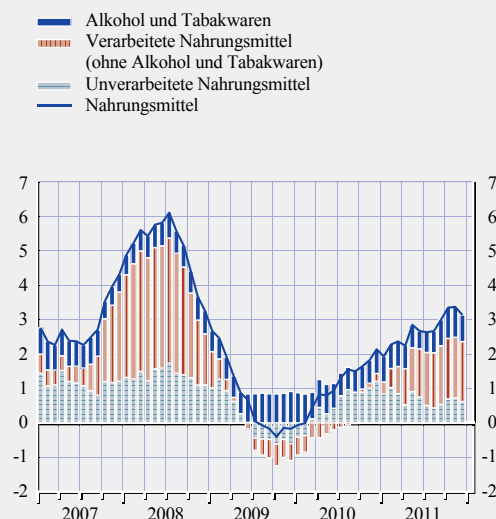 Alkohol und Tabakwaren
Verarbeitete Nahrungsmittel
(ohne Alkohol und Tabakwaren)
Unverarbeitete Nahrungsmittel
Nahrungsmittel
7 7
6 6
5 5
4 4
3 3
2 2
1 1
0 0
-1 -1
-2 -2
2007 2008 2009 2010 2011